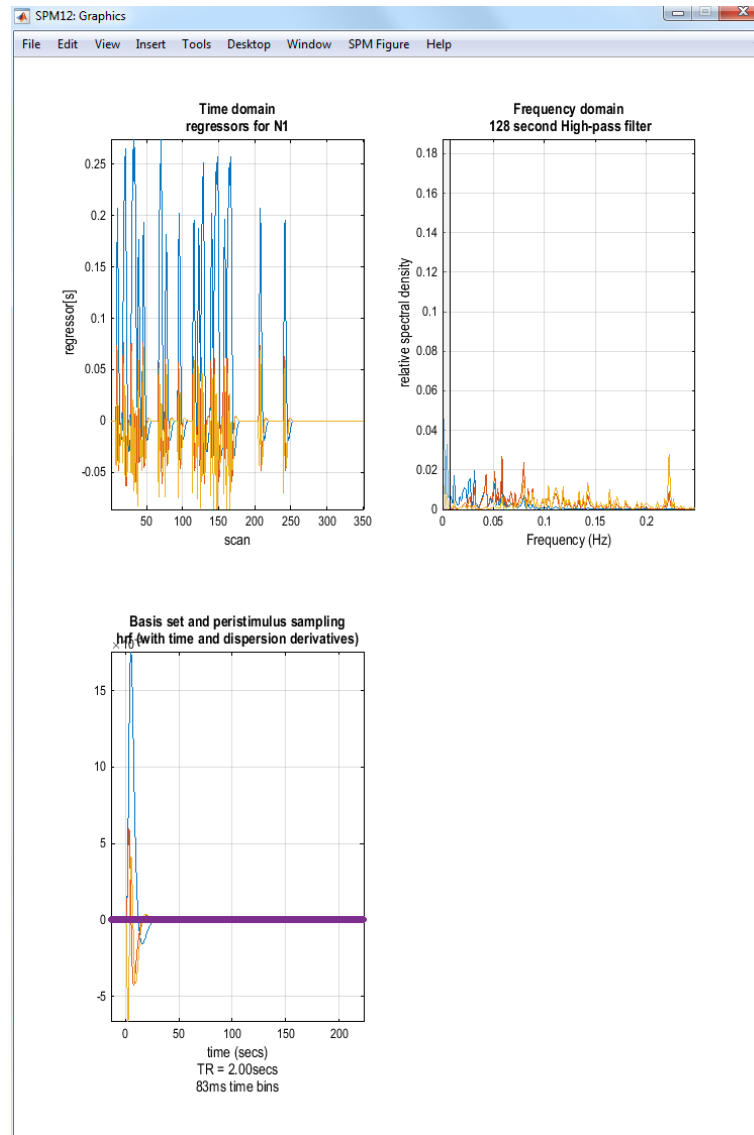 SPM12: Graphics
File Edit View Insert Tools Desktop Window SPM Figure Help
Time domain
regressors for N1
0.25
0.2
0.15
0.1
0.05
0
-0.05
regressor[s]
50 100 150 200 250 300 350
scan
Frequency domain
128 second High-pass filter
0.18
0.16
0.14
0.12
0.1
0.08
0.06
0.04
0.02
0
relative spectral density
0 0.05 0.1 0.15 0.2
Frequency (Hz)
Basis set and peristimulus sampling
hrf (with time and dispersion derivatives)
15
10
5
0
-5
0 50 100 150 200
time (secs)
TR = 2.00secs
83ms time bins